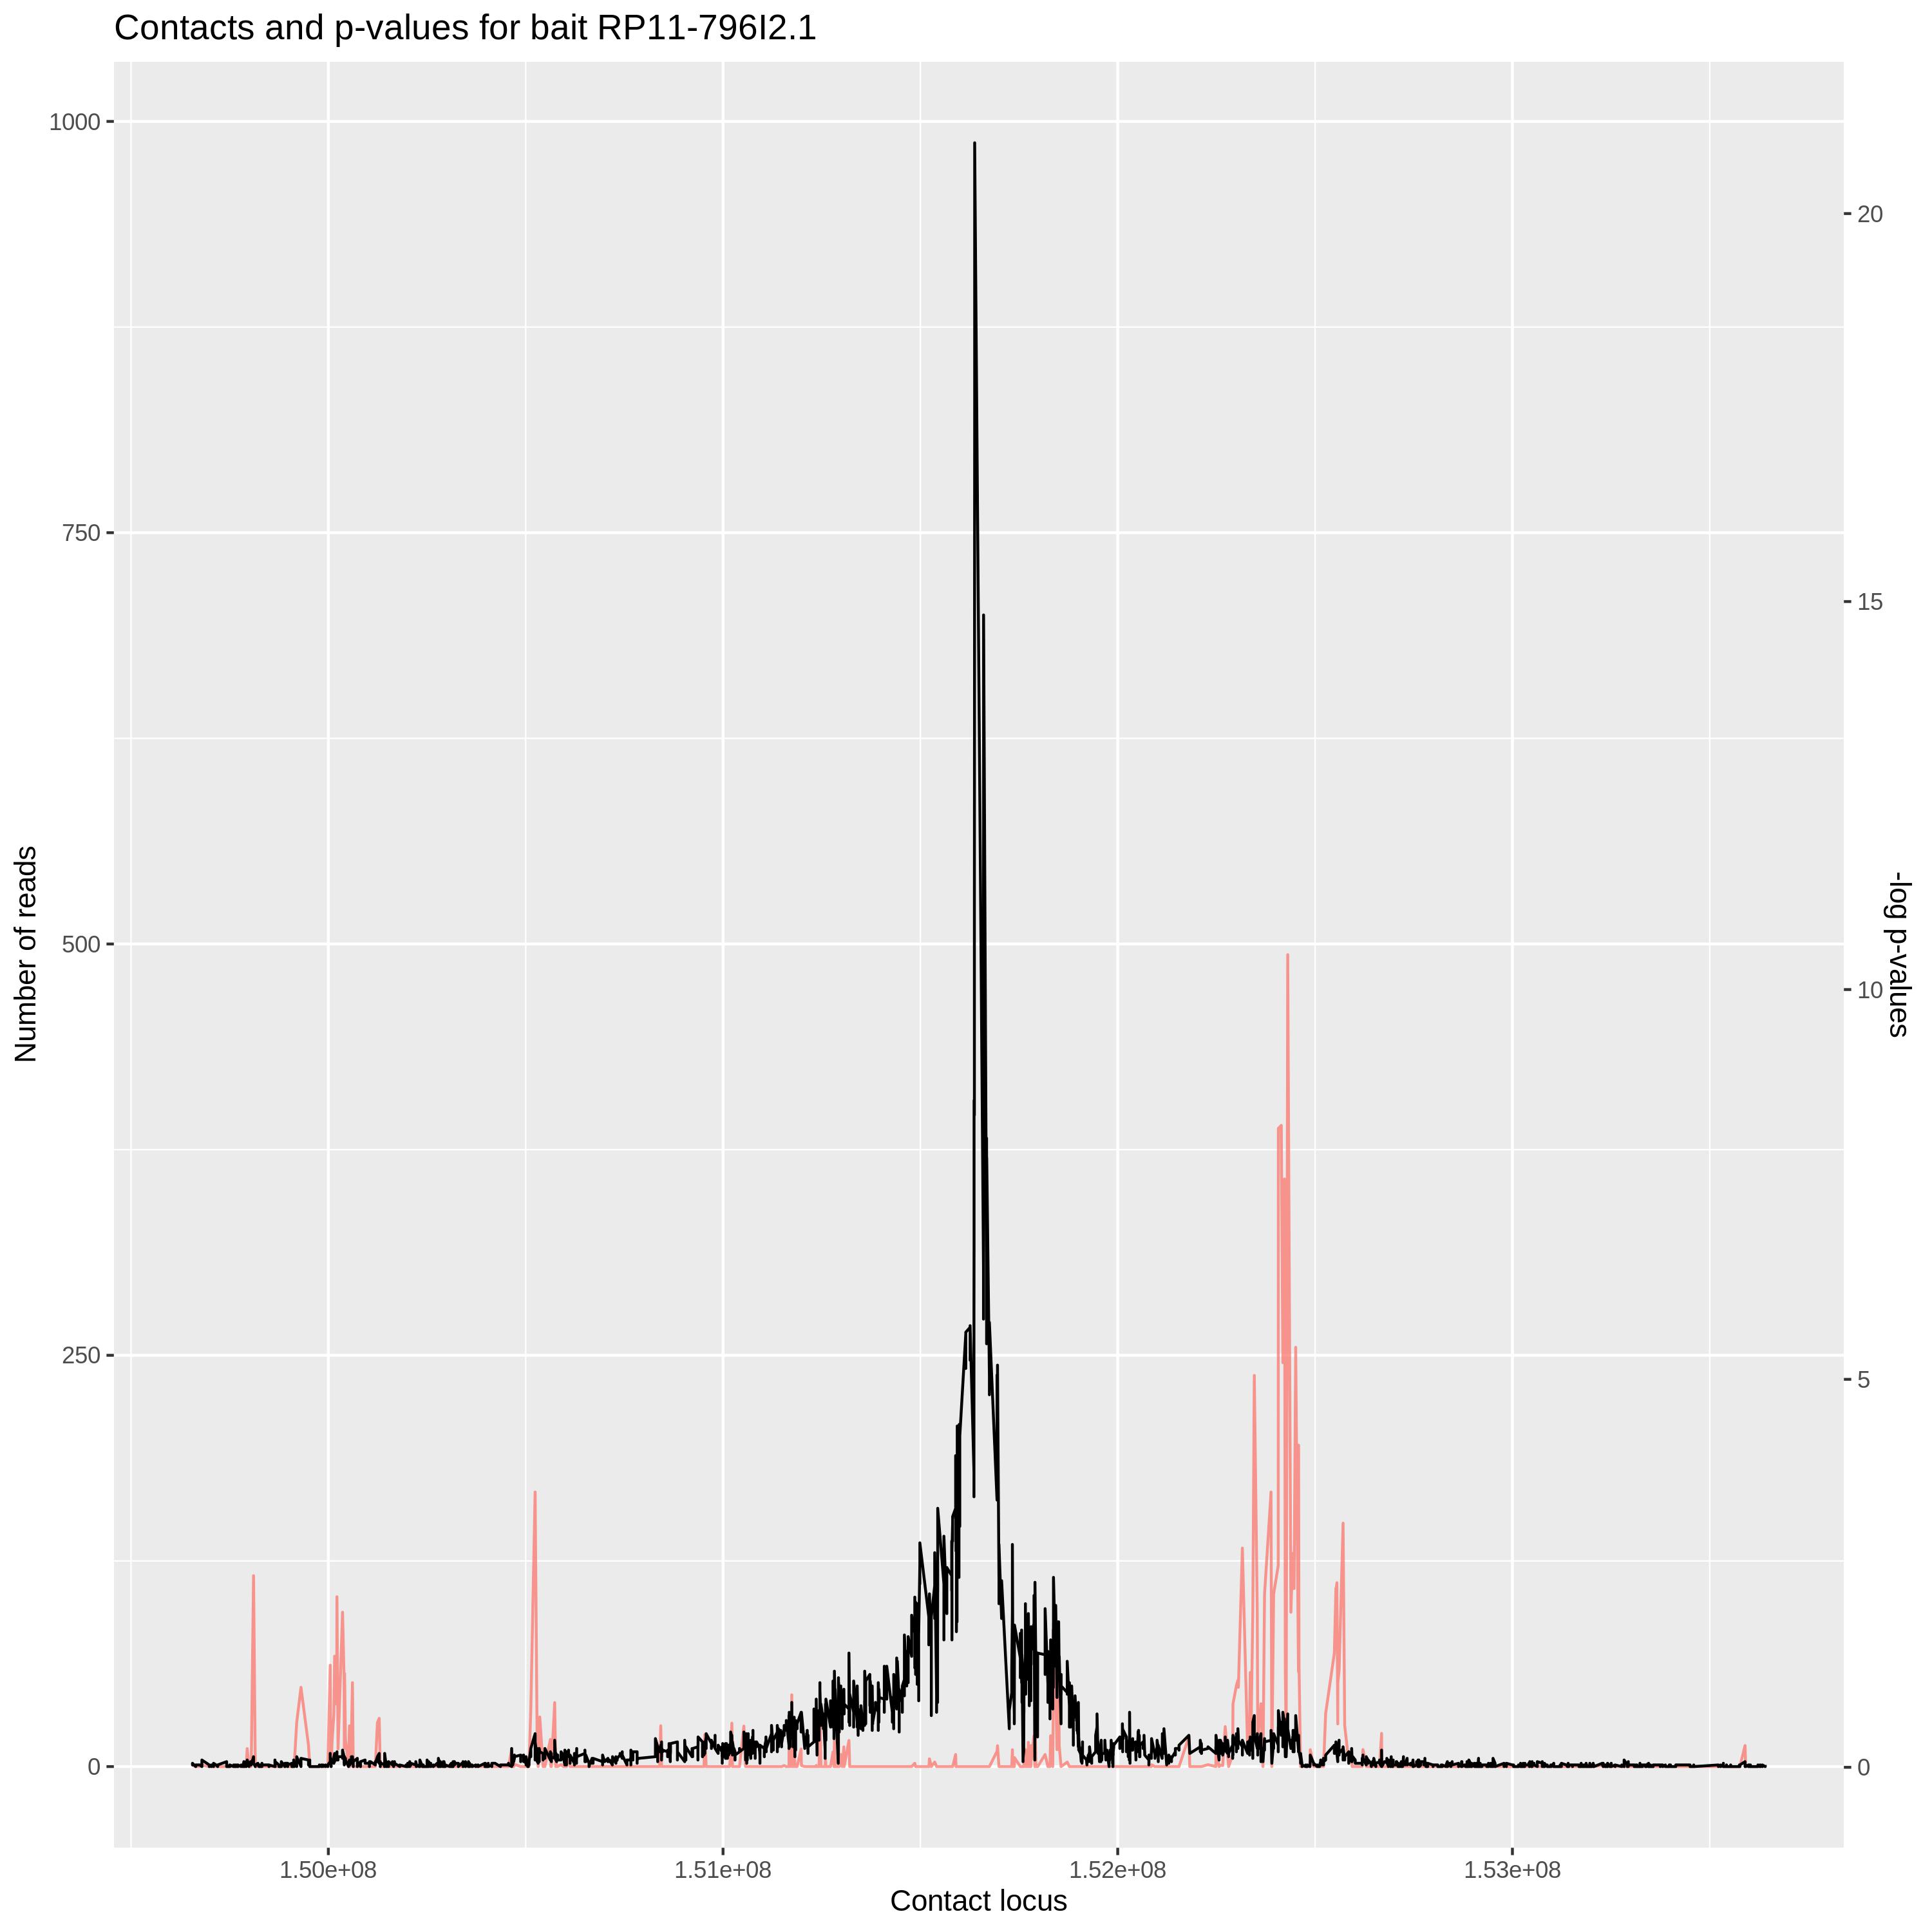 Contacts and p-values for bait RP11-796I2.1
1000
750
500
250
0
Number of reads
20
15
10
5
0
-log p-values
1.50e+08
1.51e+08
1.52e+08
1.53e+08
Contact locus